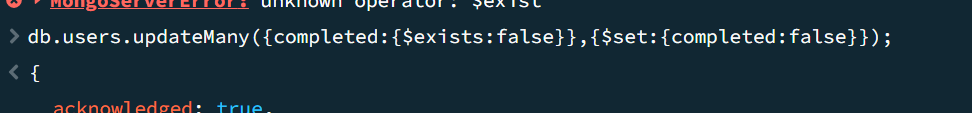 MongoServerError: unknown operator: $exist
> db.users.updateMany({completed:{$exists:false}},{$set:{completed:false}});
< {
acknowledged: true,